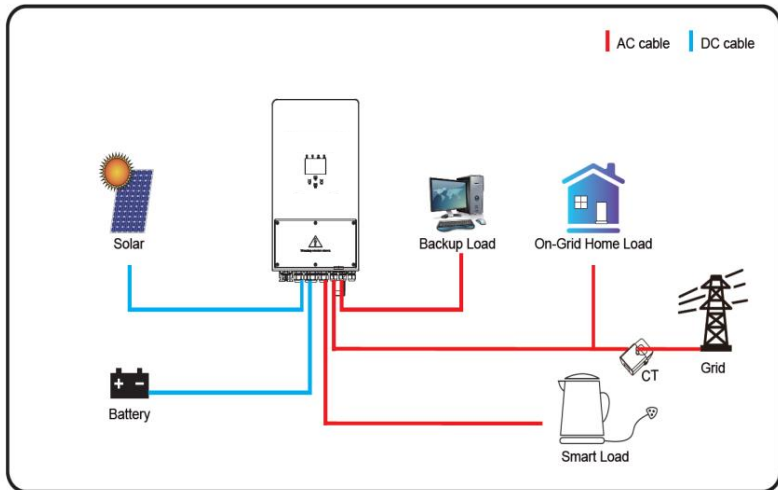 AC cable
DC cable
Solar
Backup Load
On-Grid Home Load
CT
Grid
Battery
Smart Load